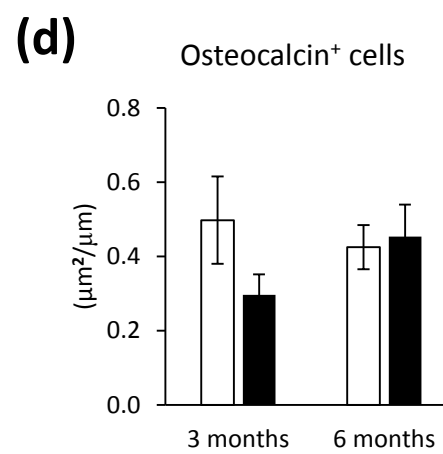 (d)
Osteocalcin⁺ cells
(μm²/μm)
0.8
0.6
0.4
0.2
0.0
3 months
6 months